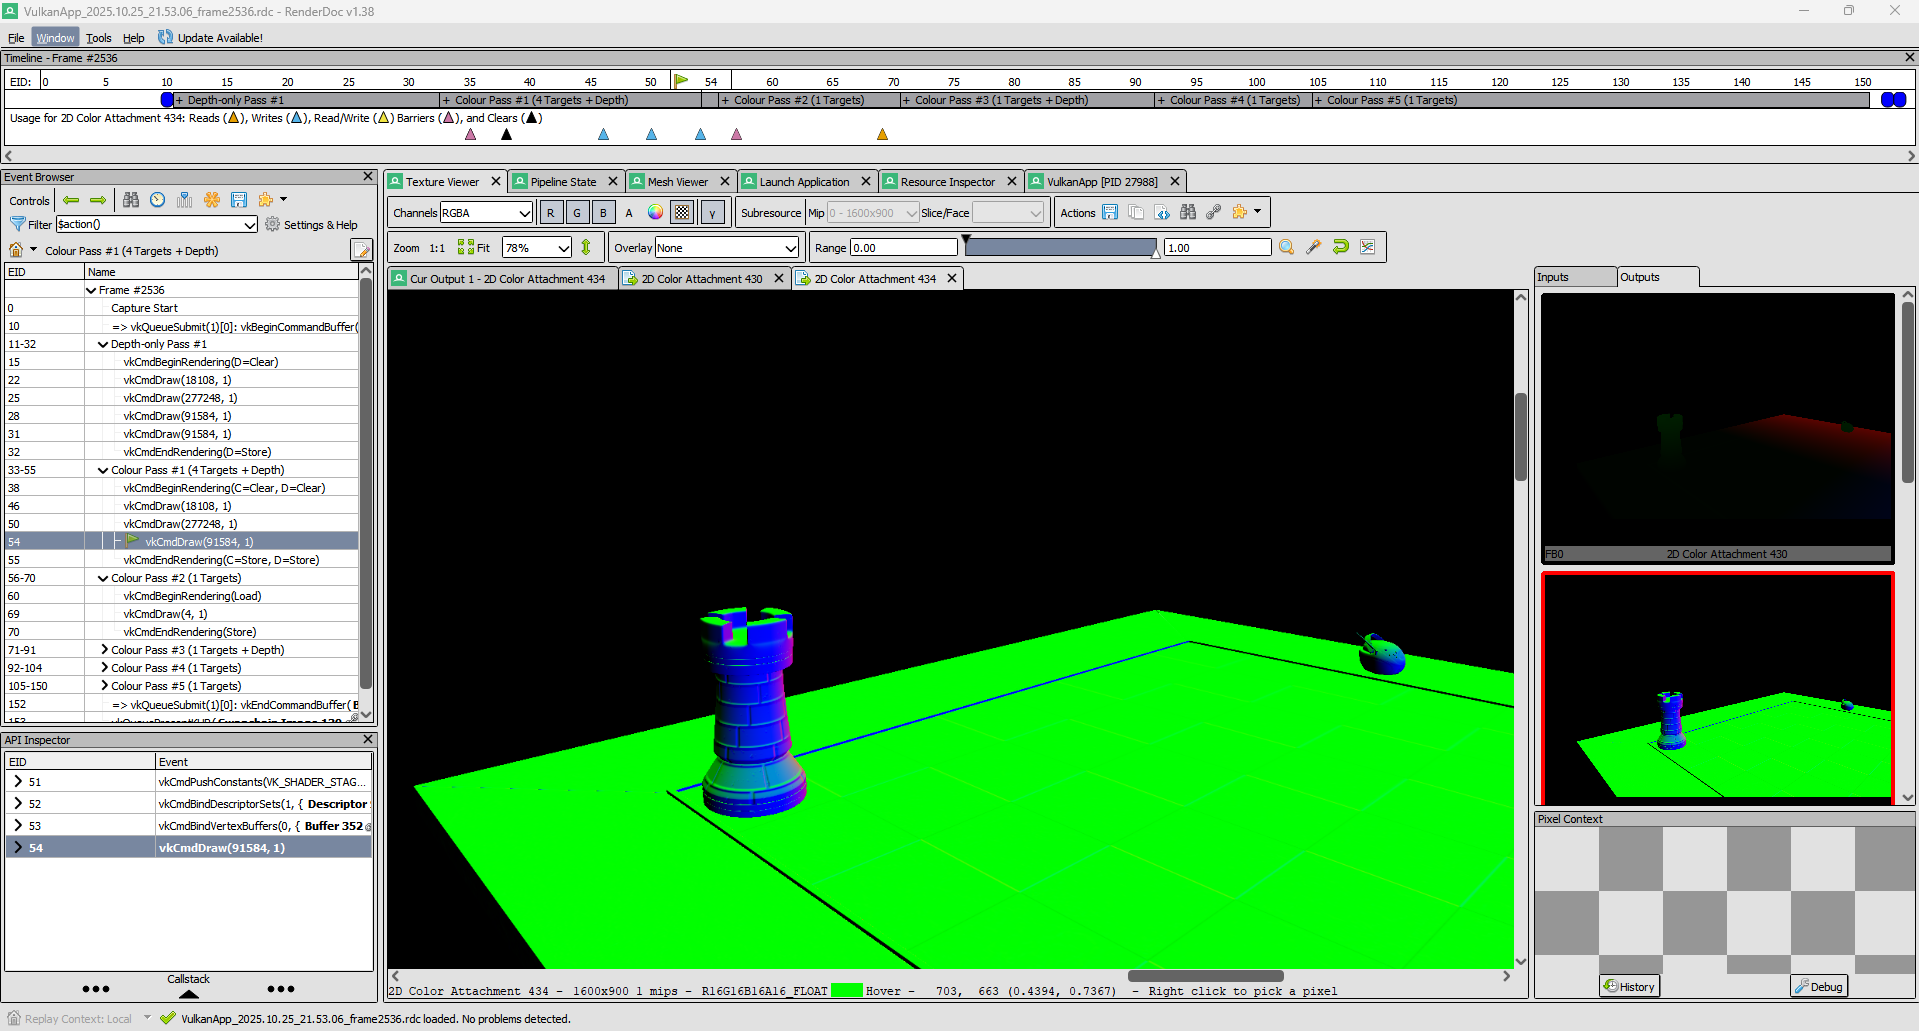 VulkanApp_2025.10.25_21.53.06_frame2536.rdc - RenderDoc v1.38
File Window Tools Help Update Available!
Timeline - Frame #2536
EID: 0 5 10 15 20 25 30 35 40 45 50 54 60 65 70 75 80 85 90 95 100 105 110 115 120 125 130 135 140 145 150
+ Depth-only Pass #1 + Colour Pass #1 (4 Targets + Depth) + Colour Pass #2 (1 Targets) + Colour Pass #3 (1 Targets + Depth) + Colour Pass #4 (1 Targets) + Colour Pass #5 (1 Targets)
Usage for 2D Color Attachment 434: Reads ( ), Writes ( ), Read/Write ( ) Barriers ( ), and Clears ( )
Event Browser
Controls
Filter $action() Settings & Help
Colour Pass #1 (4 Targets + Depth)
EID Name
Frame #2536
0 Capture Start
10 => vkQueueSubmit(1)[0]: vkBeginCommandBuffer(
11-32 Depth-only Pass #1
15 vkCmdBeginRendering(D=Clear)
22 vkCmdDraw(18108, 1)
25 vkCmdDraw(277248, 1)
28 vkCmdDraw(91584, 1)
31 vkCmdDraw(91584, 1)
32 vkCmdEndRendering(D=Store)
33-55 Colour Pass #1 (4 Targets + Depth)
38 vkCmdBeginRendering(C=Clear, D=Clear)
46 vkCmdDraw(18108, 1)
50 vkCmdDraw(277248, 1)
54 vkCmdDraw(91584, 1)
55 vkCmdEndRendering(C=Store, D=Store)
56-70 Colour Pass #2 (1 Targets)
60 vkCmdBeginRendering(Load)
69 vkCmdDraw(4, 1)
70 vkCmdEndRendering(Store)
71-91 Colour Pass #3 (1 Targets + Depth)
92-104 Colour Pass #4 (1 Targets)
105-150 Colour Pass #5 (1 Targets)
152 => vkQueueSubmit(1)[0]: vkEndCommandBuffer( B
API Inspector
EID Event
51 vkCmdPushConstants(VK_SHADER_STAG...
52 vkCmdBindDescriptorSets(1, { Descriptor
53 vkCmdBindVertexBuffers(0, { Buffer 352
54 vkCmdDraw(91584, 1)
Callstack
Texture Viewer Pipeline State Mesh Viewer Launch Application Resource Inspector VulkanApp [PID 27988]
Channels RGBA R G B A γ Subresource Mip 0 - 1600x900 Slice/Face Actions
Zoom 1:1 Fit 78% Overlay None Range 0.00 1.00
Cur Output 1 - 2D Color Attachment 434 2D Color Attachment 430 2D Color Attachment 434
2D Color Attachment 434 - 1600x900 1 mips - R16G16B16A16_FLOAT Hover - 703, 663 (0.4394, 0.7367) - Right click to pick a pixel
Inputs Outputs
FB0 2D Color Attachment 430
Pixel Context
History Debug
Replay Context: Local VulkanApp_2025.10.25_21.53.06_frame2536.rdc loaded. No problems detected.